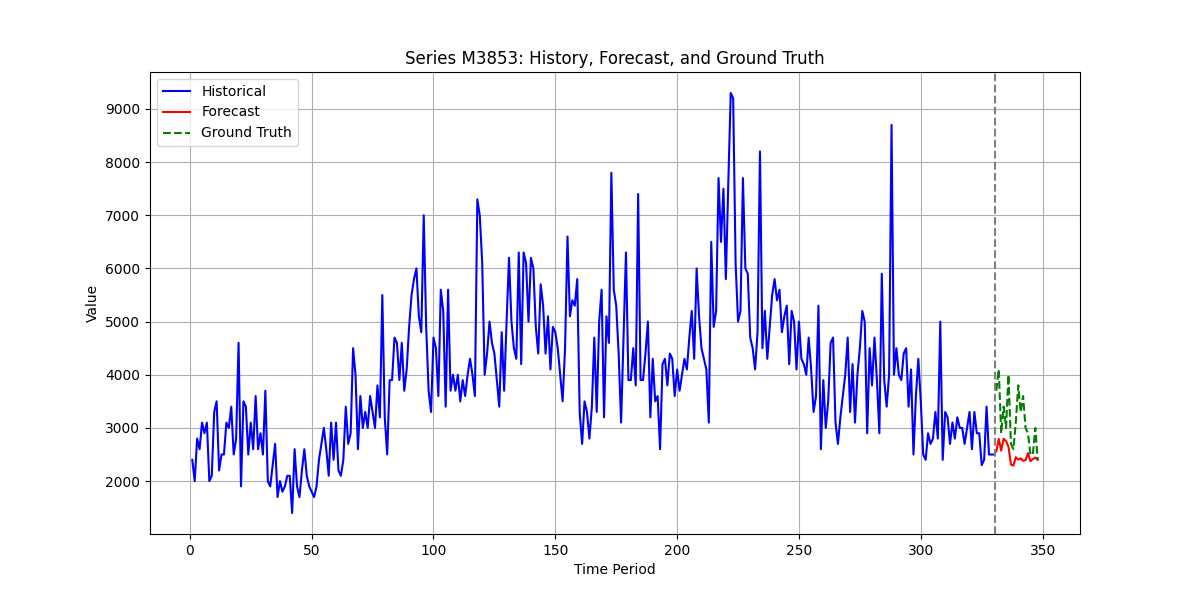 Series M3853: History, Forecast, and Ground Truth
Historical
Forecast
Ground Truth
9000
8000
7000
6000
5000
4000
3000
2000
Value
0
50
100
150
200
250
300
350
Time Period